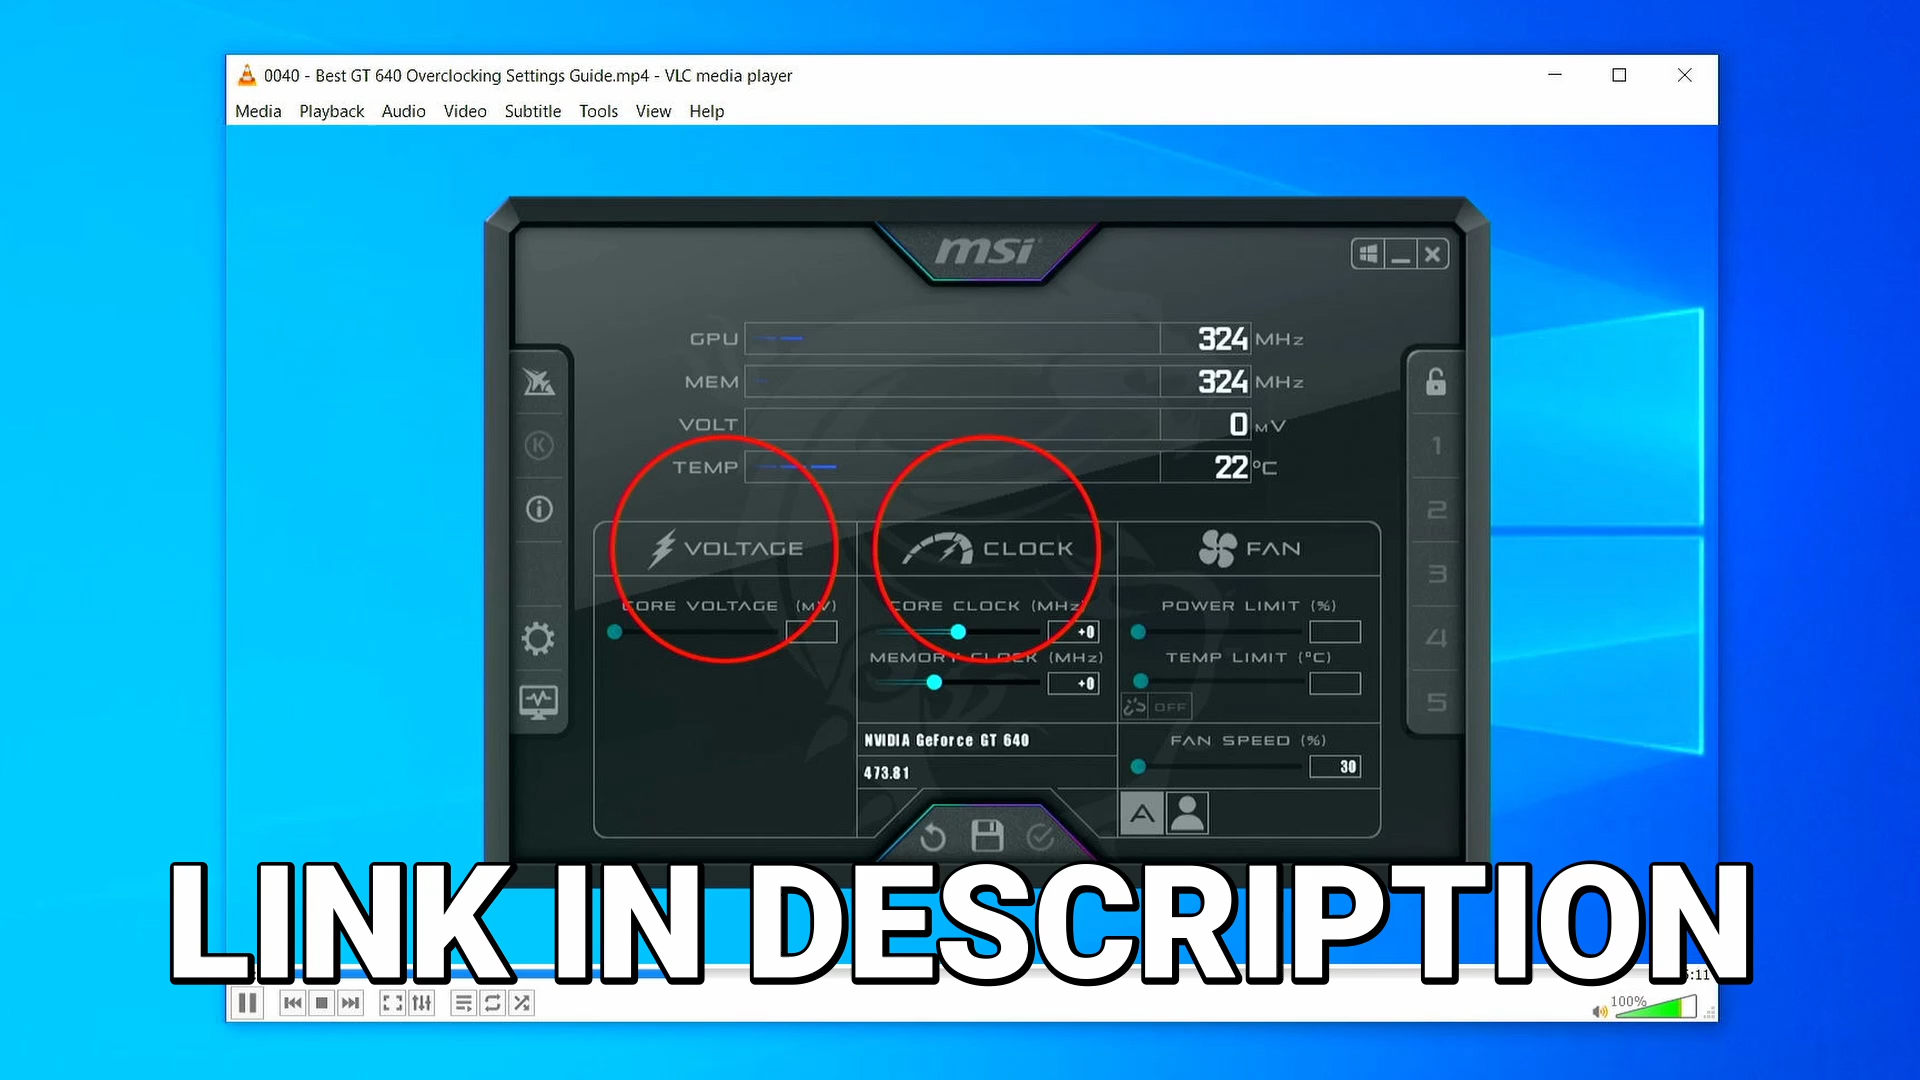 0040 - Best GT 640 Overclocking Settings Guide.mp4 - VLC media player
Media Playback Audio Video Subtitle Tools View Help
msi
GPU 324 MHz
MEM 324 MHz
VOLT 0 MV
TEMP 22 °C
K
1
2
3
4
5
VOLTAGE CLOCK FAN
CORE VOLTAGE (MV) CORE CLOCK (MHz) POWER LIMIT (%)
+0
MEMORY CLOCK (MHz) TEMP LIMIT (°C)
+0
OFF
NVIDIA GeForce GT 640 FAN SPEED (%)
30
473.81
A
LINK IN DESCRIPTION
:11
100%